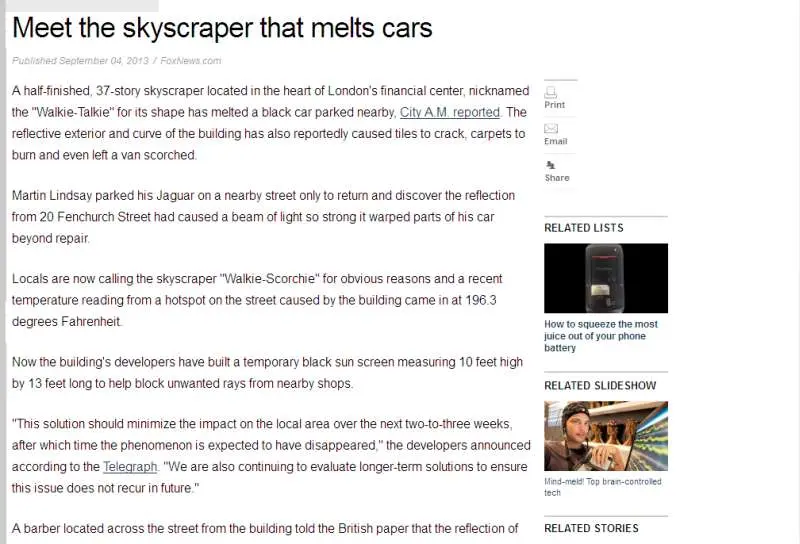 Meet the skyscraper that melts cars
Published September 04, 2013 / FoxNews.com
A half-finished, 37-story skyscraper located in the heart of London's financial center, nicknamed
the "Walkie-Talkie" for its shape has melted a black car parked nearby, City A.M. reported. The
reflective exterior and curve of the building has also reportedly caused tiles to crack, carpets to
burn and even left a van scorched.
Martin Lindsay parked his Jaguar on a nearby street only to return and discover the reflection
from 20 Fenchurch Street had caused a beam of light so strong it warped parts of his car
beyond repair.
Locals are now calling the skyscraper "Walkie-Scorchie" for obvious reasons and a recent
temperature reading from a hotspot on the street caused by the building came in at 196.3
degrees Fahrenheit.
Now the building's developers have built a temporary black sun screen measuring 10 feet high
by 13 feet long to help block unwanted rays from nearby shops.
"This solution should minimize the impact on the local area over the next two-to-three weeks,
after which time the phenomenon is expected to have disappeared," the developers announced
according to the Telegraph. "We are also continuing to evaluate longer-term solutions to ensure
this issue does not recur in future."
A barber located across the street from the building told the British paper that the reflection of
Print
Email
Share
RELATED LISTS
How to squeeze the most
juice out of your phone
battery
RELATED SLIDESHOW
Mind-meld! Top brain-controlled
tech
RELATED STORIES